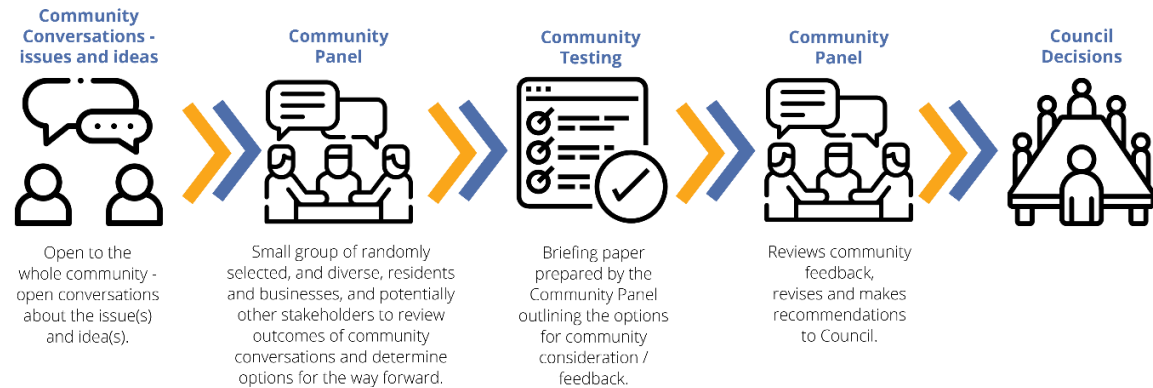 Community
Conversations -
issues and ideas
Open to the
whole community -
open conversations
about the issue(s)
and idea(s).
Community
Panel
Small group of randomly
selected, and diverse, residents
and businesses, and potentially
other stakeholders to review
outcomes of community
conversations and determine
options for the way forward.
Community
Testing
Briefing paper
prepared by the
Community Panel
outlining the options
for community
consideration /
feedback.
Community
Panel
Reviews community
feedback,
revises and makes
recommendations
to Council.
Council
Decisions